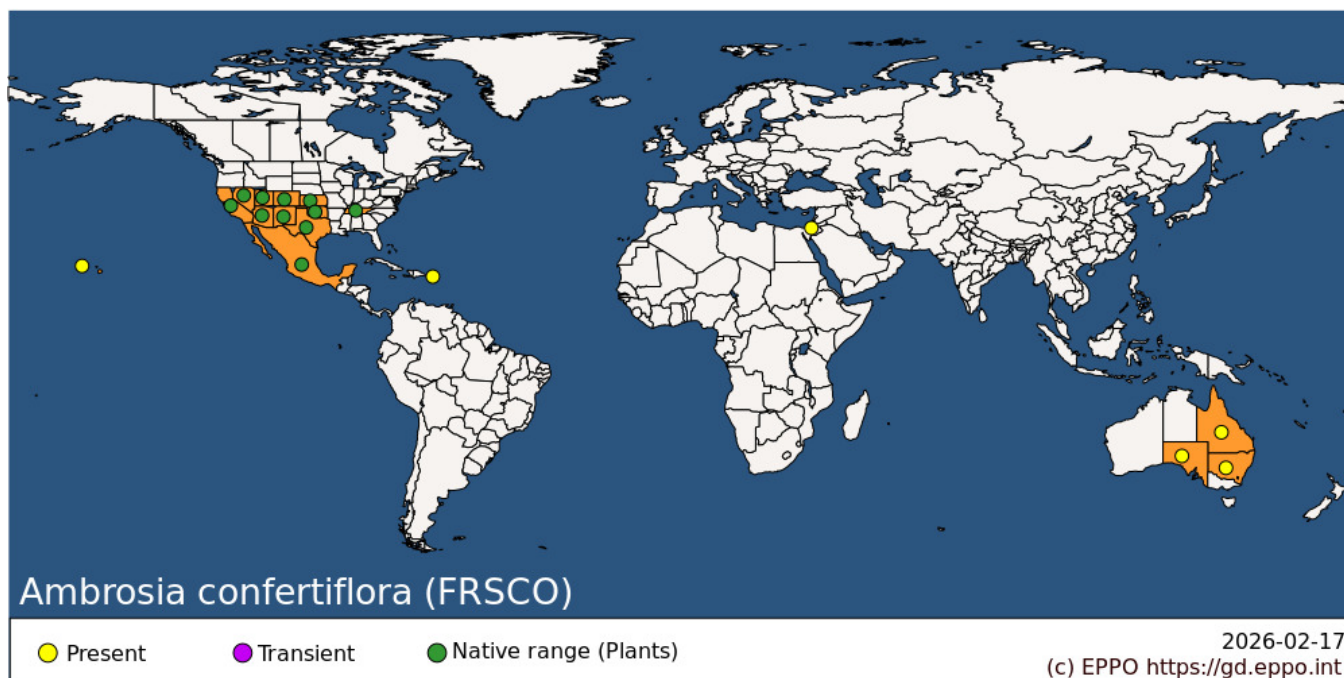 Ambrosia confertiflora (FRSCO)
Present
Transient
Native range (Plants)
2026-02-17
(c) EPPO https://gd.eppo.int